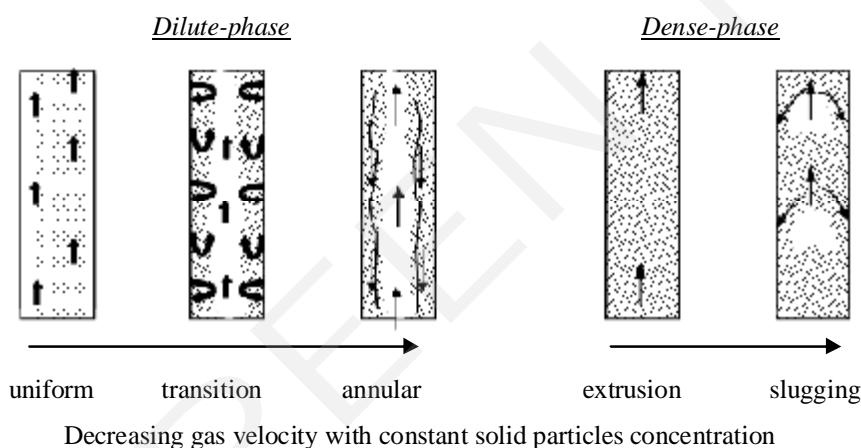 Dilute-phase Dense-phase
uniform transition annular extrusion slugging
Decreasing gas velocity with constant solid particles concentration